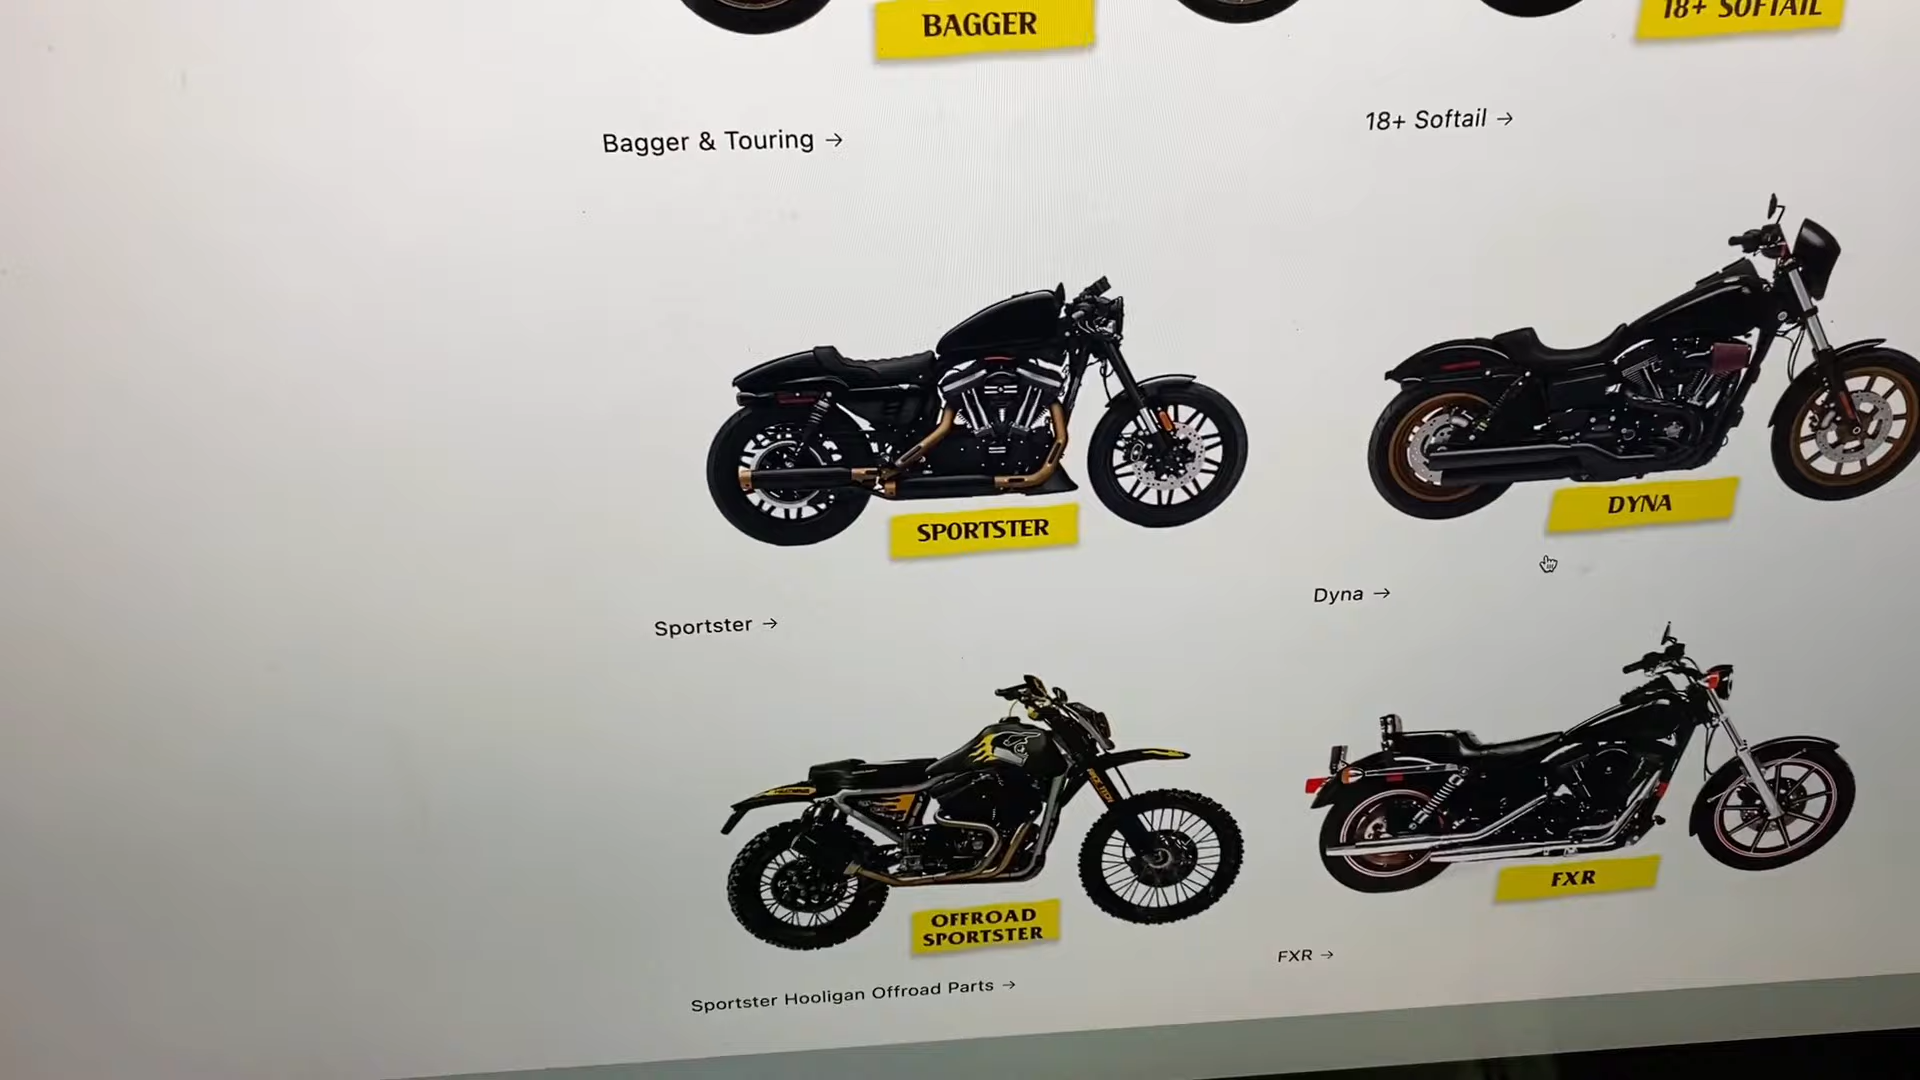 BAGGER
18+ SOFTAIL
Bagger & Touring →
18+ Softail →
SPORTSTER
DYNA
Sportster →
Dyna →
OFFROAD
SPORTSTER
FXR
Sportster Hooligan Offroad Parts →
FXR →